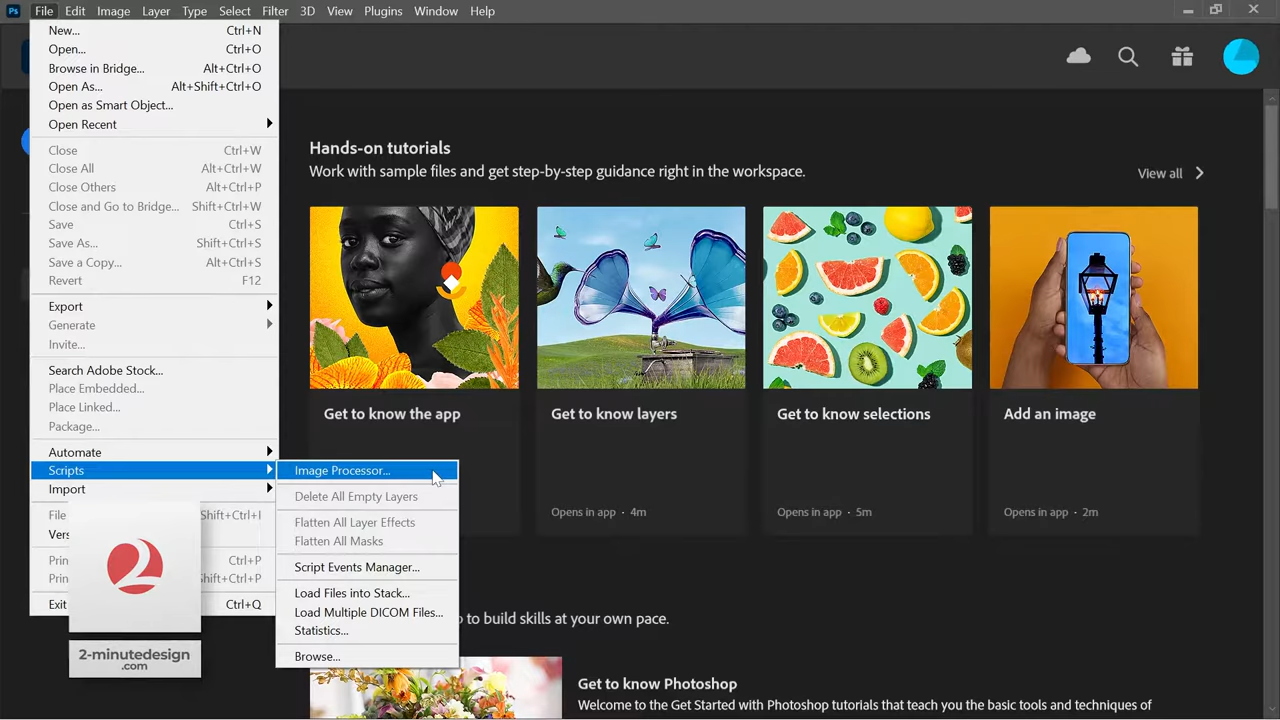 Ps File Edit Image Layer Type Select Filter 3D View Plugins Window Help
New... Ctrl+N
Open... Ctrl+O
Browse in Bridge... Alt+Ctrl+O
Open As... Alt+Shift+Ctrl+O
Open as Smart Object...
Open Recent
Close Ctrl+W
Close All Alt+Ctrl+W
Close Others Alt+Ctrl+P
Close and Go to Bridge... Shift+Ctrl+W
Save Ctrl+S
Save As... Shift+Ctrl+S
Save a Copy... Alt+Ctrl+S
Revert F12
Export
Generate
Invite...
Search Adobe Stock...
Place Embedded...
Place Linked...
Package...
Automate
Scripts
Import
File Shift+Ctrl+I
Vers
Prin Ctrl+P
Prin Shift+Ctrl+P
Exit Ctrl+Q
Image Processor...
Delete All Empty Layers
Flatten All Layer Effects
Flatten All Masks
Script Events Manager...
Load Files into Stack...
Load Multiple DICOM Files...
Statistics...
Browse...
2-minutedesign
.com
Hands-on tutorials
Work with sample files and get step-by-step guidance right in the workspace.
View all
Get to know the app
Get to know layers
Opens in app • 4m
Get to know selections
Opens in app • 5m
Add an image
Opens in app • 2m
to build skills at your own pace.
Get to know Photoshop
Welcome to the Get Started with Photoshop tutorials that teach you the basic tools and techniques of